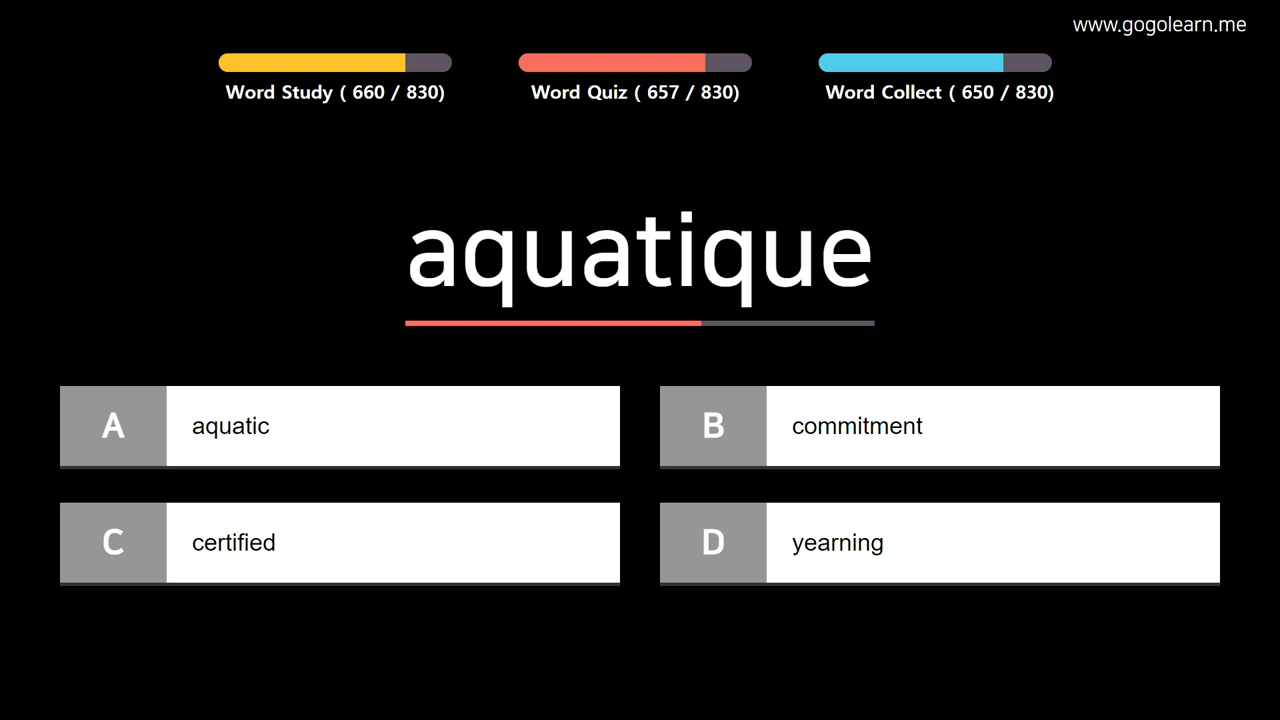 www.gogolearn.me
Word Study ( 660 / 830)
Word Quiz ( 657 / 830)
Word Collect ( 650 / 830)
aquatique
A aquatic
B commitment
C certified
D yearning